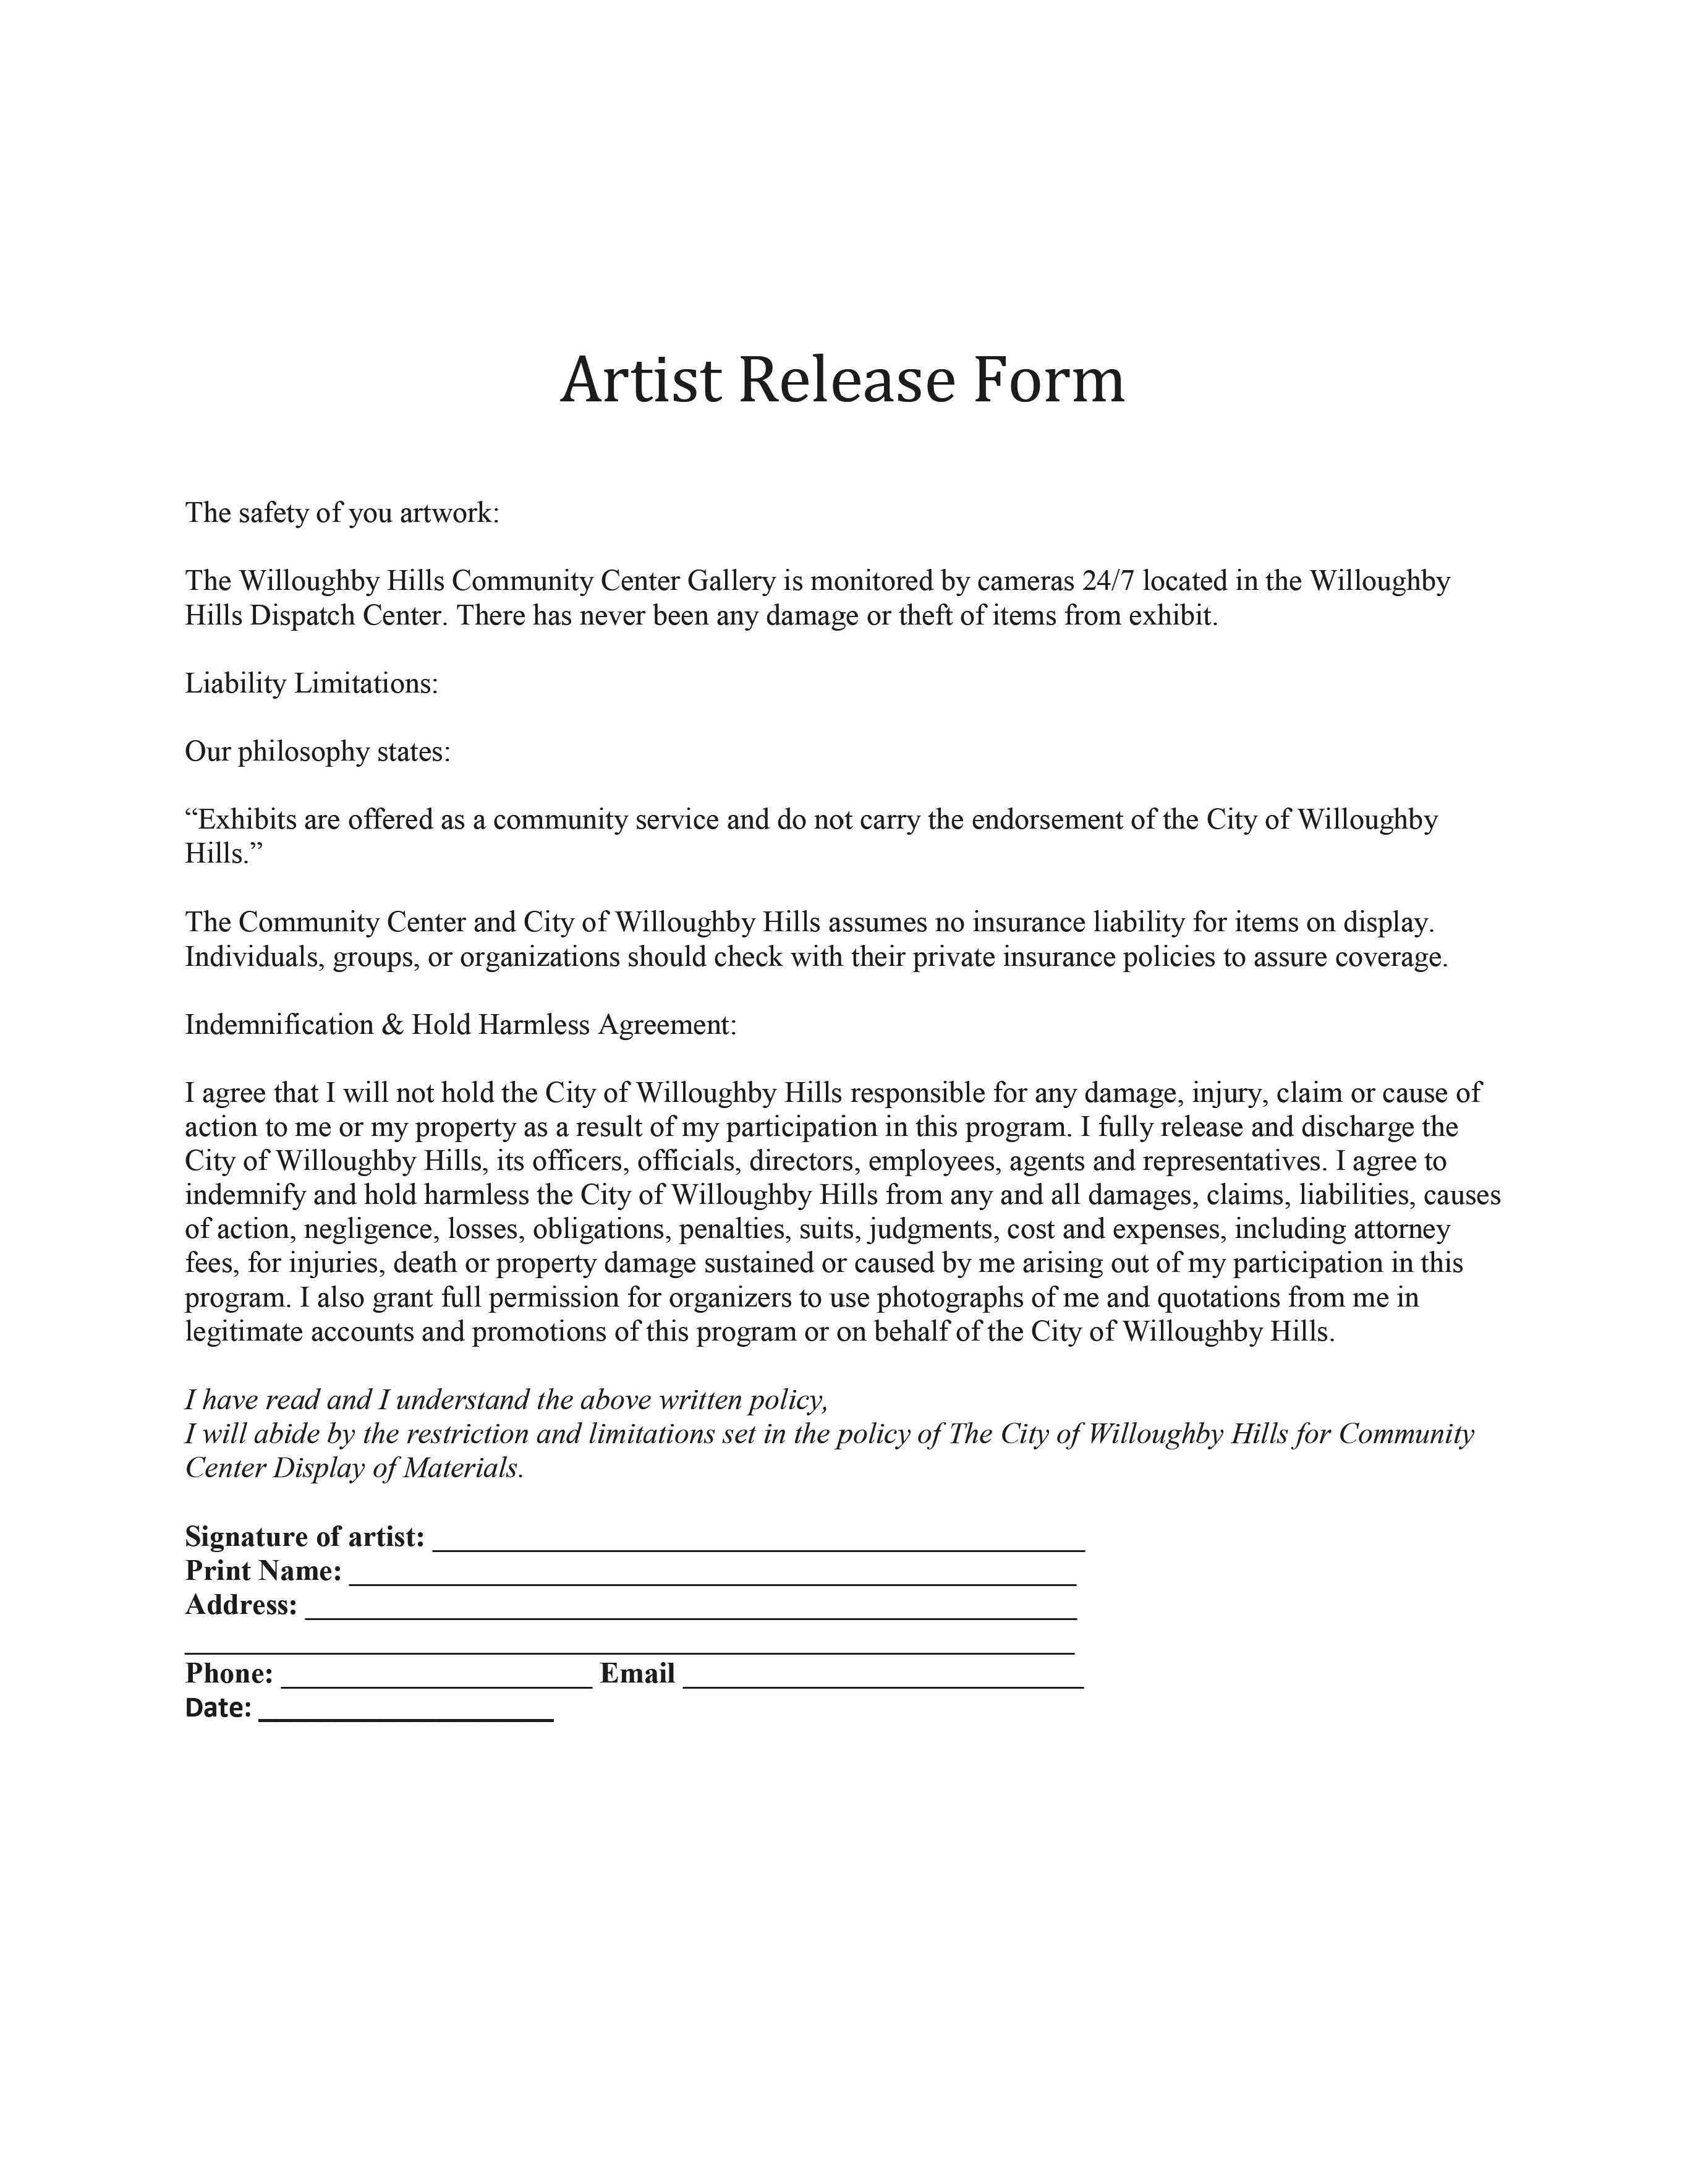 Artist Release Form
The safety of you artwork:
The Willoughby Hills Community Center Gallery is monitored by cameras 24/7 located in the Willoughby
Hills Dispatch Center. There has never been any damage or theft of items from exhibit.
Liability Limitations:
Our philosophy states:
“Exhibits are offered as a community service and do not carry the endorsement of the City of Willoughby
Hills.”
The Community Center and City of Willoughby Hills assumes no insurance liability for items on display.
Individuals, groups, or organizations should check with their private insurance policies to assure coverage.
Indemnification & Hold Harmless Agreement:
I agree that I will not hold the City of Willoughby Hills responsible for any damage, injury, claim or cause of
action to me or my property as a result of my participation in this program. I fully release and discharge the
City of Willoughby Hills, its officers, officials, directors, employees, agents and representatives. I agree to
indemnify and hold harmless the City of Willoughby Hills from any and all damages, claims, liabilities, causes
of action, negligence, losses, obligations, penalties, suits, judgments, cost and expenses, including attorney
fees, for injuries, death or property damage sustained or caused by me arising out of my participation in this
program. I also grant full permission for organizers to use photographs of me and quotations from me in
legitimate accounts and promotions of this program or on behalf of the City of Willoughby Hills.
I have read and I understand the above written policy,
I will abide by the restriction and limitations set in the policy of The City of Willoughby Hills for Community
Center Display of Materials.
Signature of artist: ____________________
Print Name: ____________________
Address: ____________________
____________________
Phone: ____________________ Email ____________________
Date: ____________________